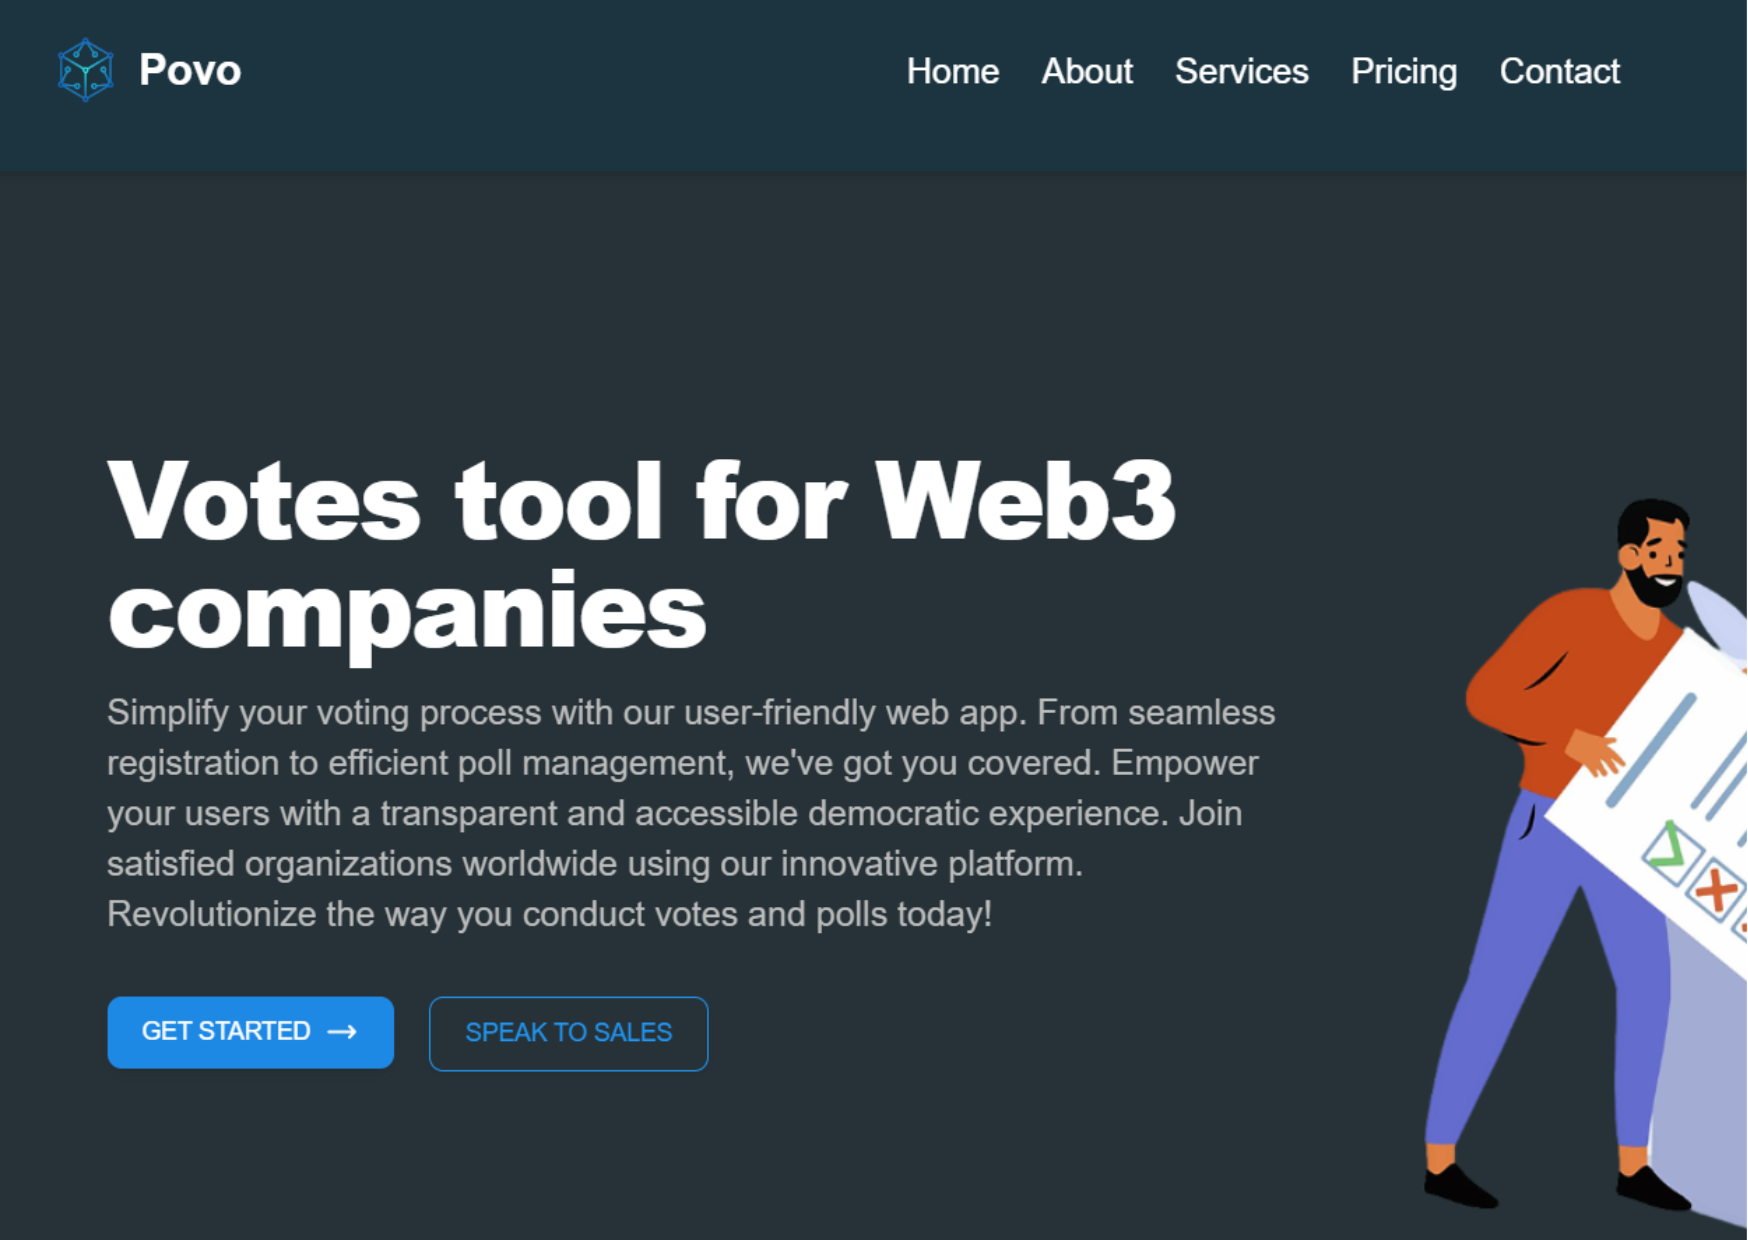 Povo
Home About Services Pricing Contact
Votes tool for Web3
companies
Simplify your voting process with our user-friendly web app. From seamless
registration to efficient poll management, we've got you covered. Empower
your users with a transparent and accessible democratic experience. Join
satisfied organizations worldwide using our innovative platform.
Revolutionize the way you conduct votes and polls today!
GET STARTED →
SPEAK TO SALES